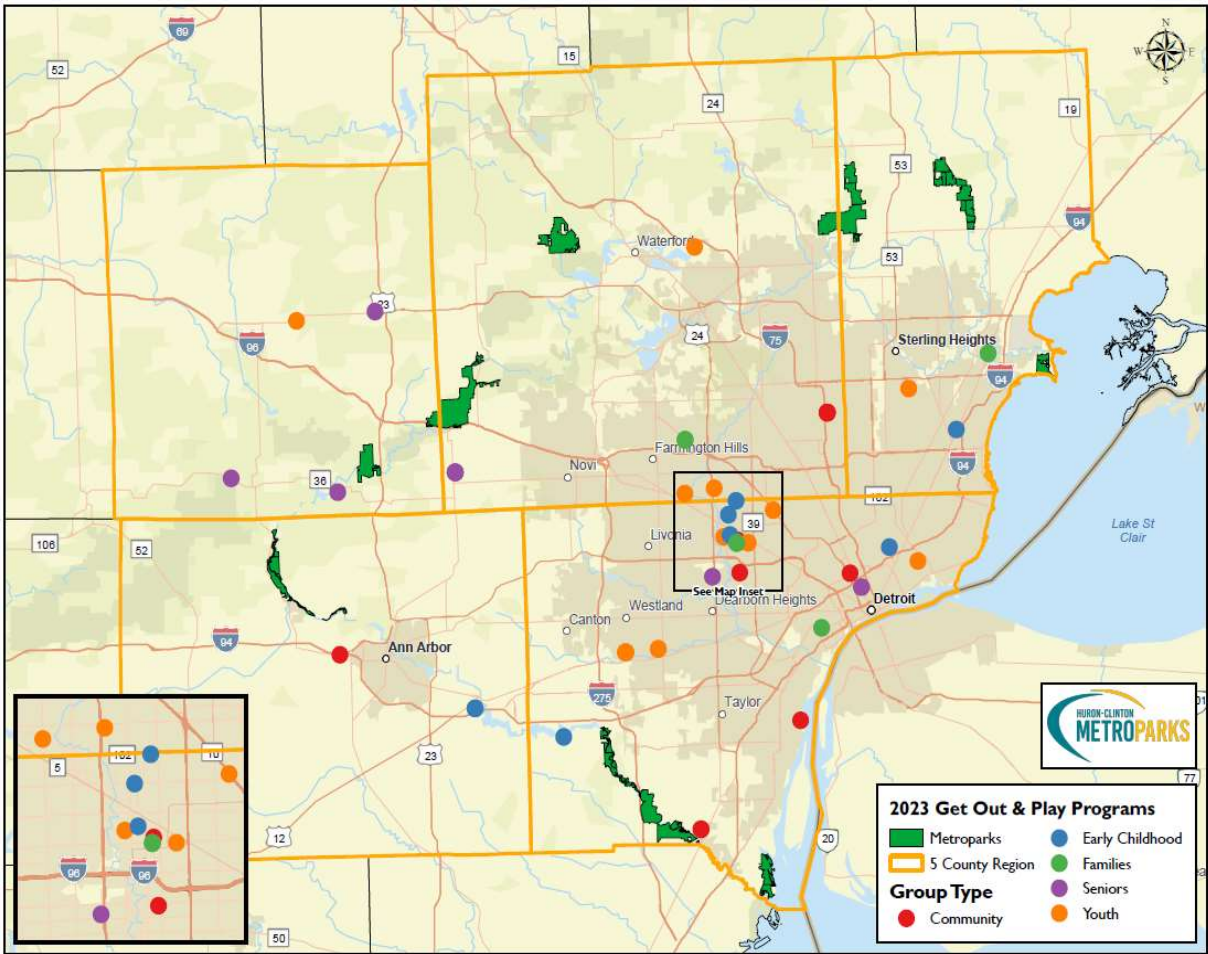 N
W E
S
69
52
15
24
19
53
94
53
Waterford
23
96
24
75
Sterling Heights
94
Farmington Hills
Novi
94
36
102
39
106
52
Livonia
Lake St
Clair
See Map Inset
Dearborn Heights
Detroit
Westland
Canton
94
Ann Arbor
275
Taylor
23
12
50
20
77
5
102
10
96
96
HURON-CLINTON
METROPARKS
2023 Get Out & Play Programs
Metroparks
5 County Region
Group Type
Community
Early Childhood
Families
Seniors
Youth